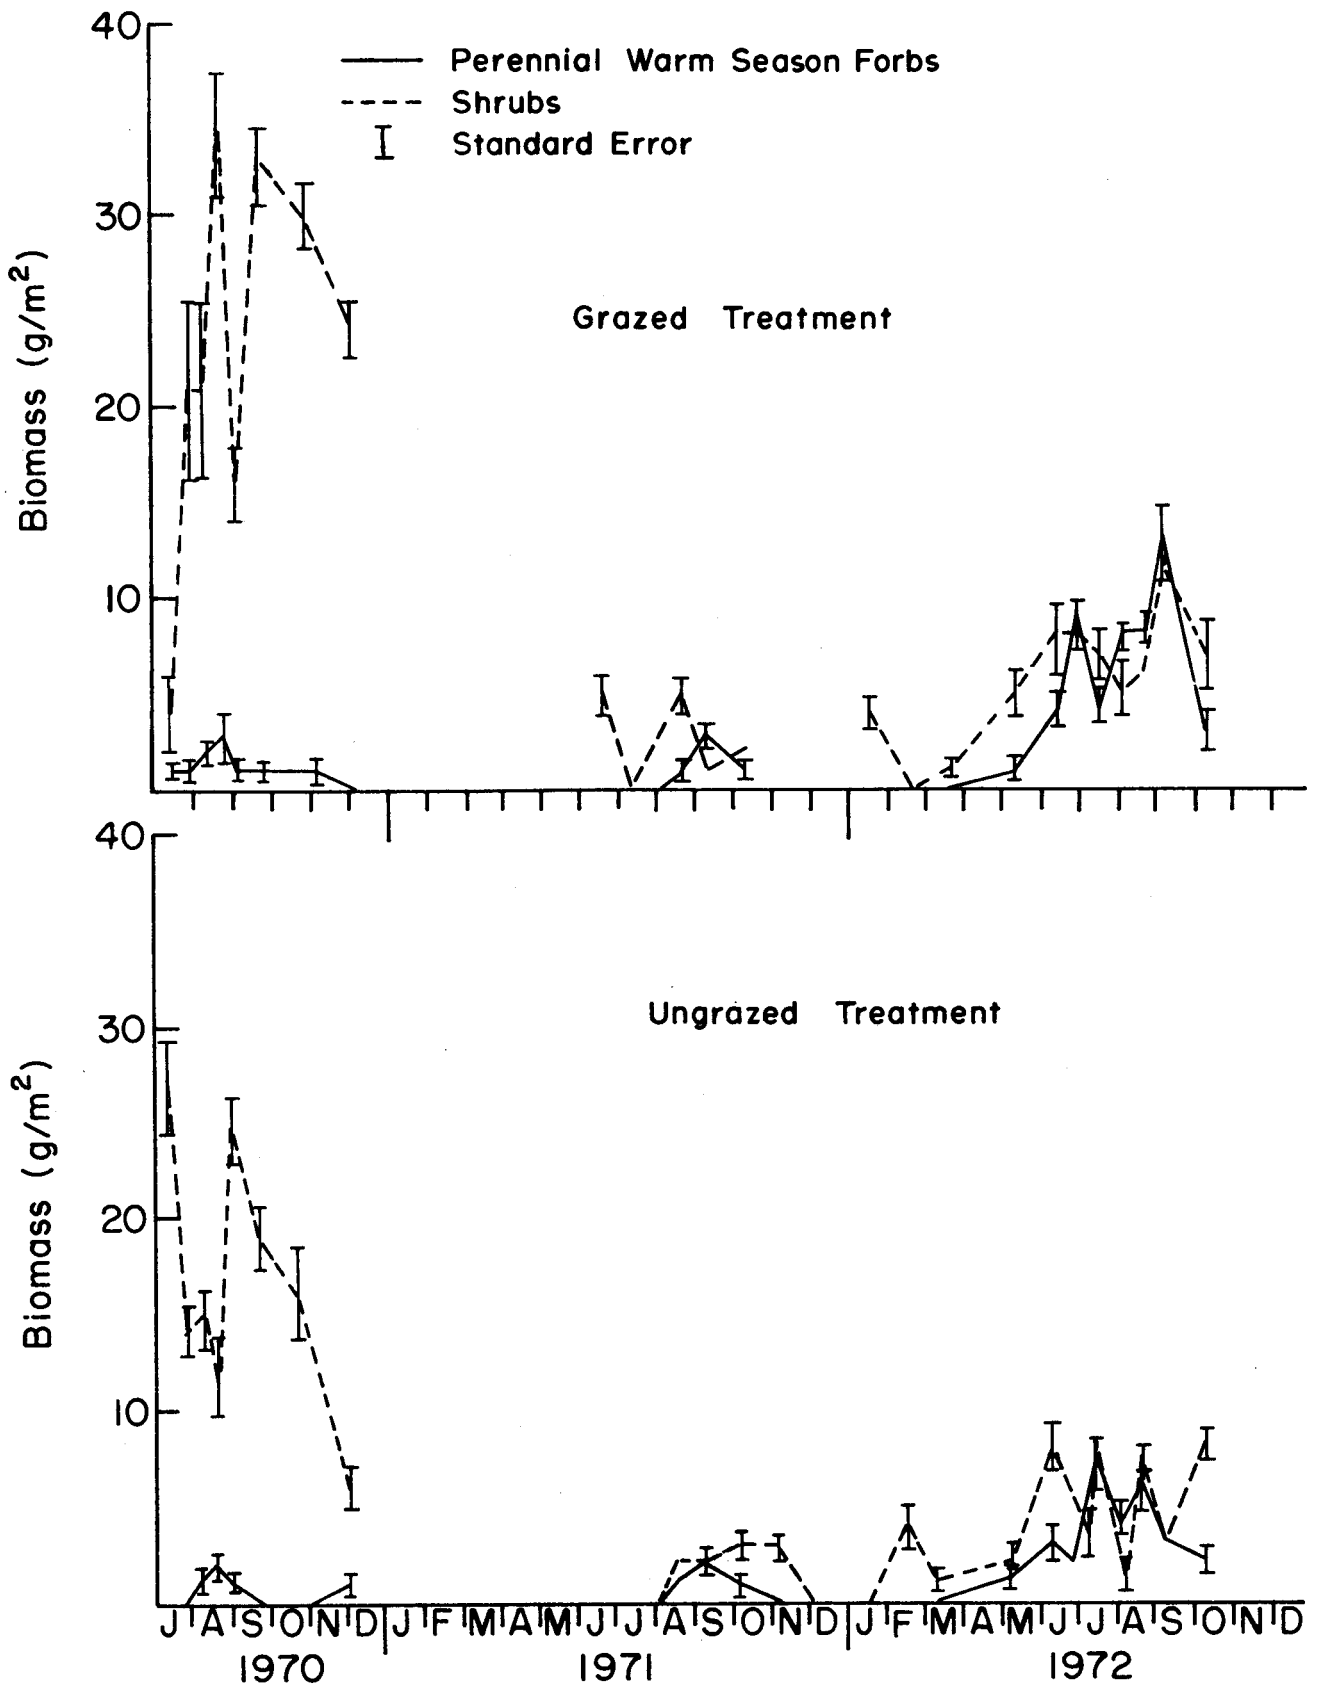 40
30
20
10
Biomass (g/m²)
Perennial Warm Season Forbs
Shrubs
Standard Error
Grazed Treatment
40
30
20
10
Biomass (g/m²)
Ungrazed Treatment
J A S O N D J F M A M J J A S O N D J F M A M J J A S O N D
1970 1971 1972